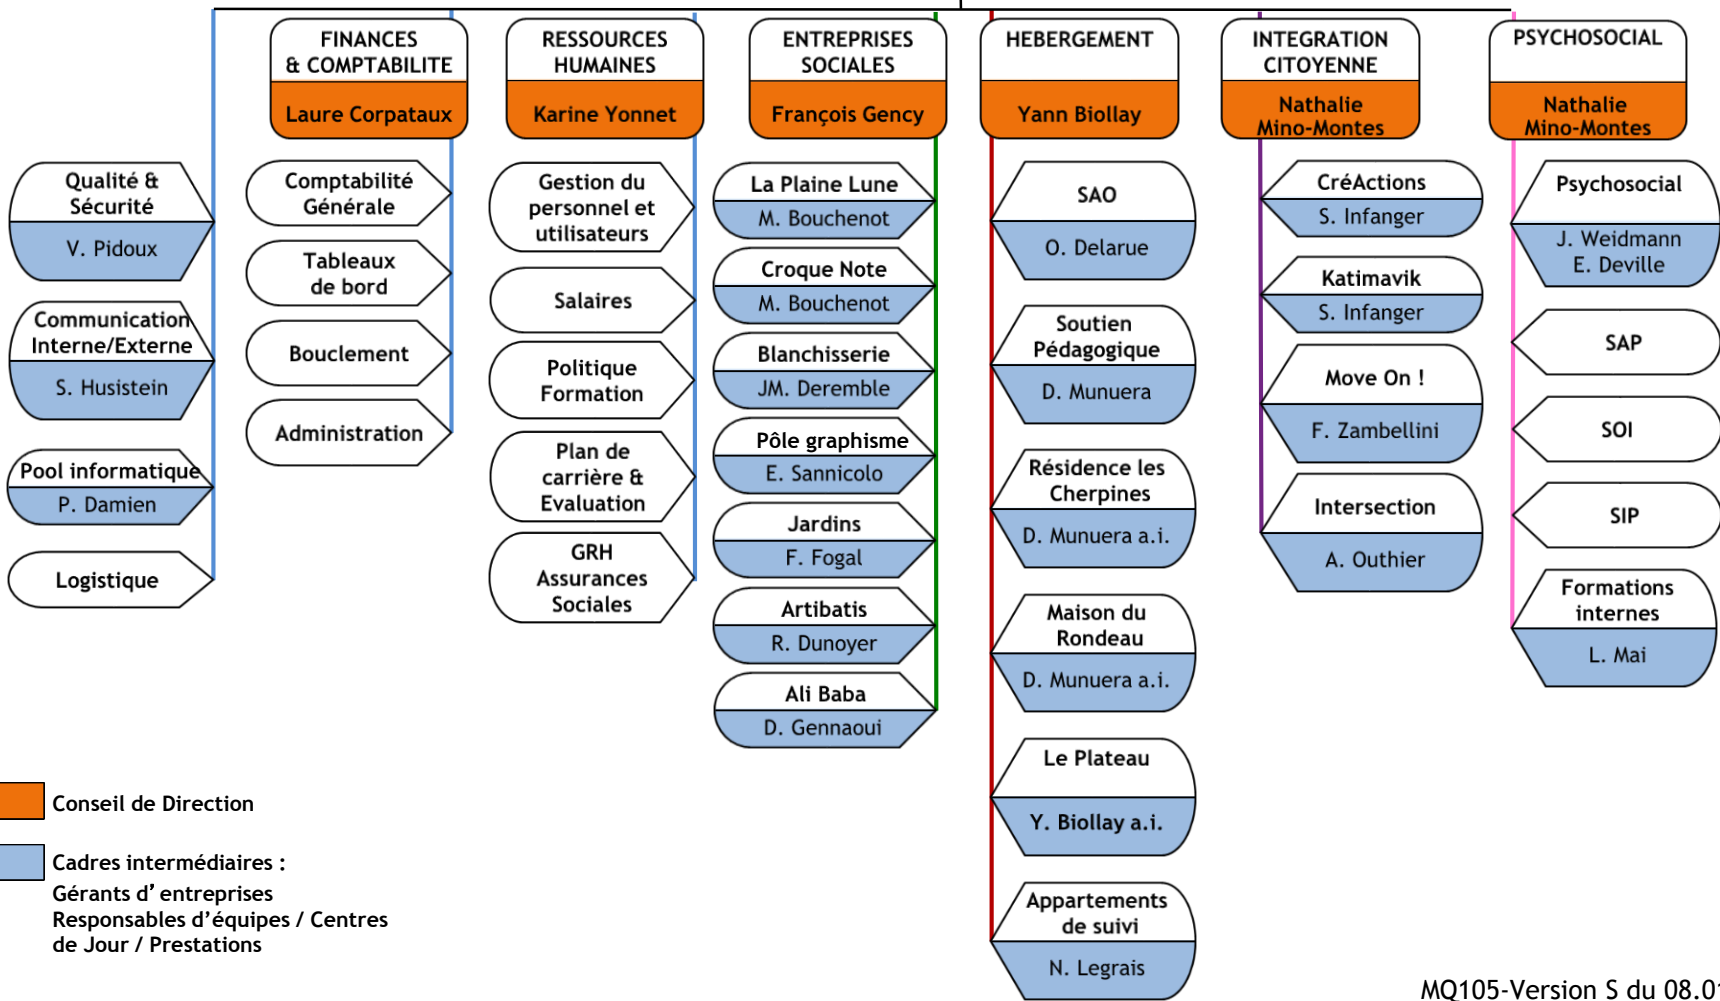 FINANCES
& COMPTABILITE
Laure Corpataux
RESSOURCES
HUMAINES
Karine Yonnet
ENTREPRISES
SOCIALES
François Gency
HEBERGEMENT
Yann Biollay
INTEGRATION
CITOYENNE
Nathalie
Mino-Montes
PSYCHOSOCIAL
Nathalie
Mino-Montes
Qualité &
Sécurité
V. Pidoux
Communication
Interne/Externe
S. Husistein
Pool informatique
P. Damien
Logistique
Comptabilité
Générale
Tableaux
de bord
Bouclement
Administration
Gestion du
personnel et
utilisateurs
Salaires
Politique
Formation
Plan de
carrière &
Evaluation
GRH
Assurances
Sociales
La Plaine Lune
M. Bouchenot
Croque Note
M. Bouchenot
Blanchisserie
JM. Deremble
Pôle graphisme
E. Sannicolo
Jardins
F. Fogal
Artibatis
R. Dunoyer
Ali Baba
D. Gennaoui
SAO
O. Delarue
Soutien
Pédagogique
D. Munuera
Résidence les
Cherpines
D. Munuera a.i.
Maison du
Rondeau
D. Munuera a.i.
Le Plateau
Y. Biollay a.i.
Appartements
de suivi
N. Legrais
CréActions
S. Infanger
Katimavik
S. Infanger
Move On !
F. Zambellini
Intersection
A. Outhier
Psychosocial
J. Weidmann
E. Deville
SAP
SOI
SIP
Formations
internes
L. Mai
Conseil de Direction
Cadres intermédiaires :
Gérants d’ entreprises
Responsables d’équipes / Centres
de Jour / Prestations
MQ105-Version S du 08.01